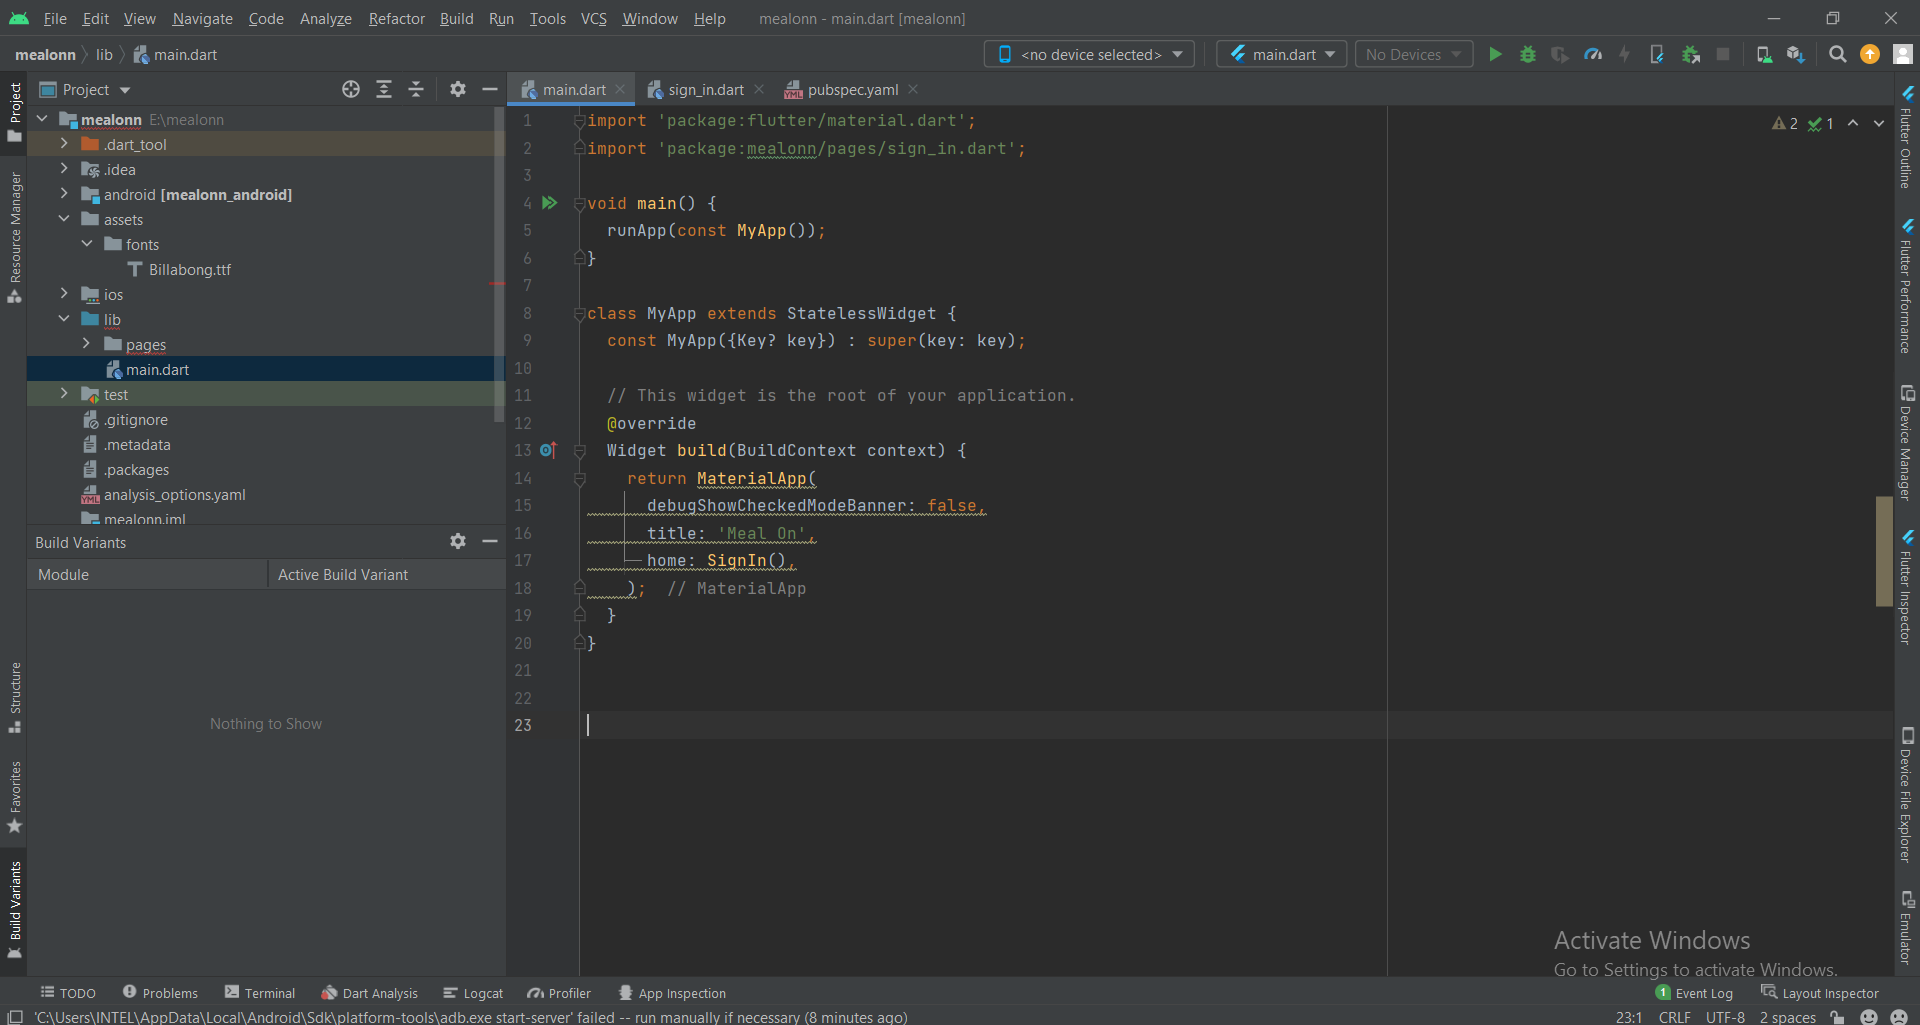 File Edit View Navigate Code Analyze Refactor Build Run Tools VCS Window Help mealonn - main.dart [mealonn]
mealonn lib main.dart <no device selected> main.dart No Devices
Project
main.dart sign_in.dart pubspec.yaml
mealonn E:\mealonn
.dart_tool
.idea
android [mealonn_android]
assets
fonts
Billabong.ttf
ios
lib
pages
main.dart
test
.gitignore
.metadata
.packages
analysis_options.yaml
mealonn.iml
Build Variants
Module Active Build Variant
Nothing to Show
Project
Resource Manager
Structure
Favorites
Build Variants
1 import 'package:flutter/material.dart';
2 import 'package:mealonn/pages/sign_in.dart';
3
4 void main() {
5 runApp(const MyApp());
6 }
7
8 class MyApp extends StatelessWidget {
9 const MyApp({Key? key}) : super(key: key);
10
11 // This widget is the root of your application.
12 @override
13 Widget build(BuildContext context) {
14 return MaterialApp(
15 debugShowCheckedModeBanner: false,
16 title: 'Meal On',
17 home: SignIn(),
18 ); // MaterialApp
19 }
20 }
21
22
23
2 1
Flutter Outline
Flutter Performance
Device Manager
Flutter Inspector
Device File Explorer
Emulator
Activate Windows
Go to Settings to activate Windows.
TODO Problems Terminal Dart Analysis Logcat Profiler App Inspection 1 Event Log Layout Inspector
'C:\Users\INTEL\AppData\Local\Android\Sdk\platform-tools\adb.exe start-server' failed -- run manually if necessary (8 minutes ago) 23:1 CRLF UTF-8 2 spaces